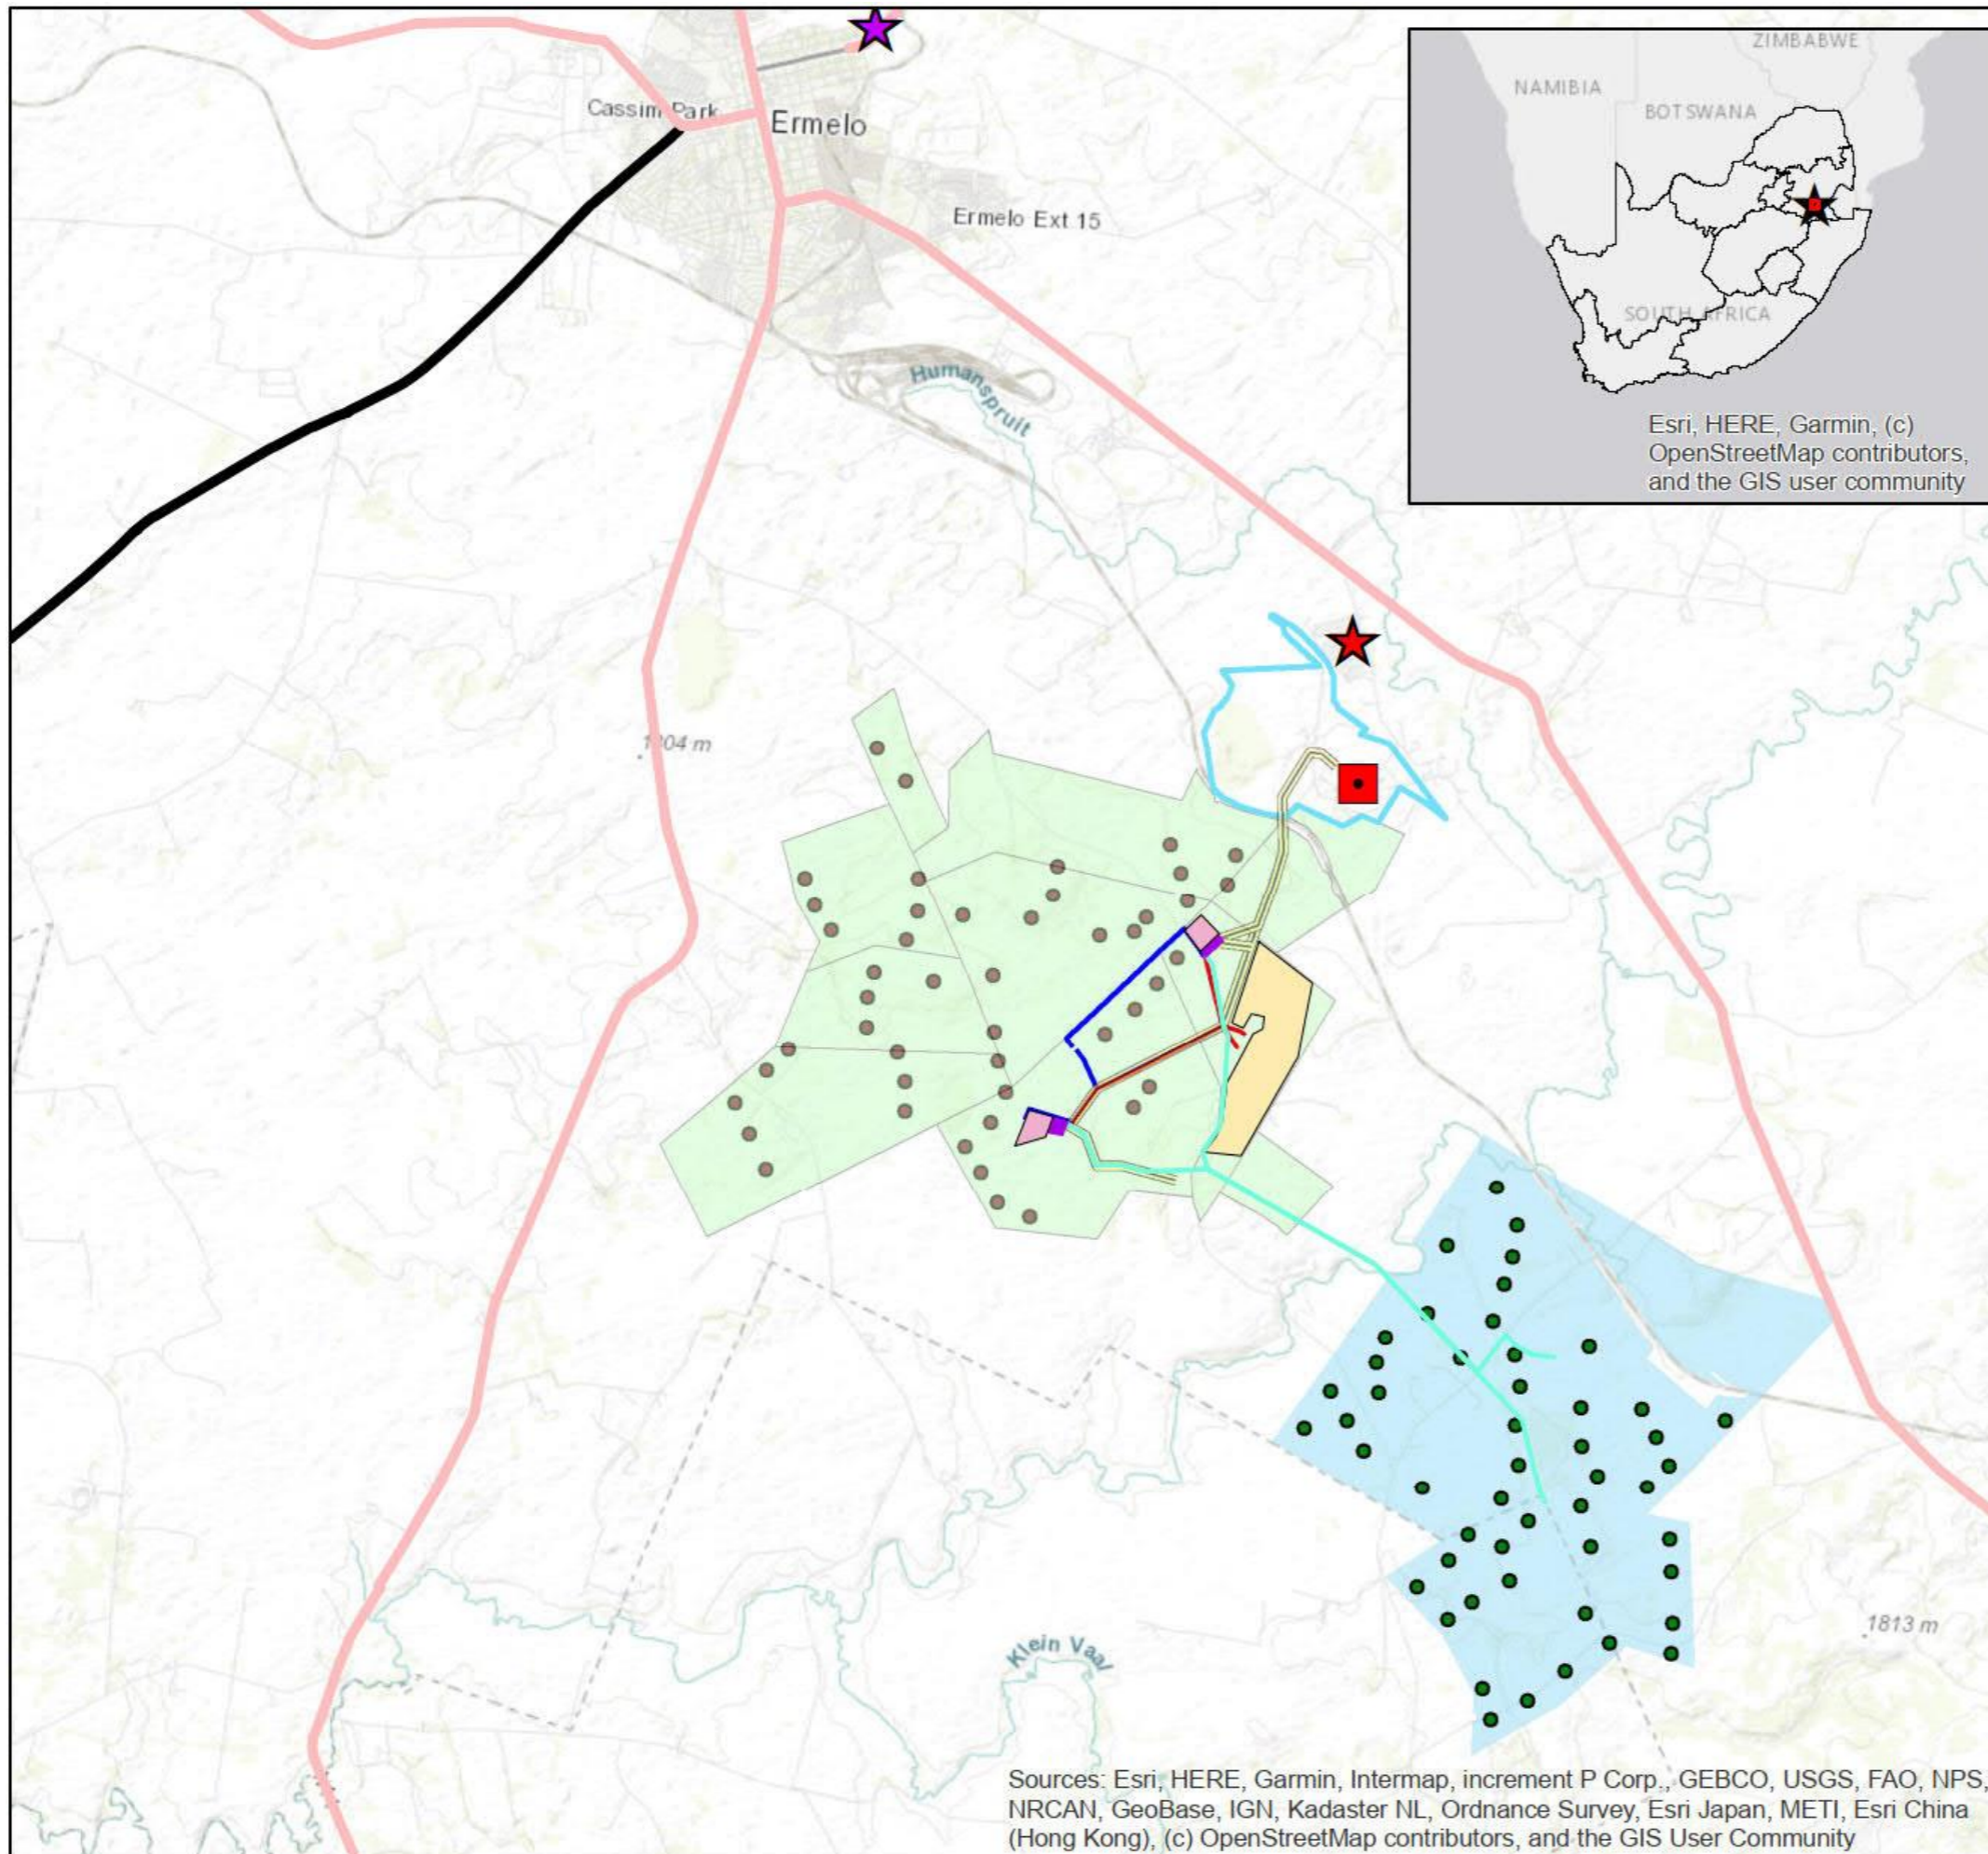 ZIMBABWE
NAMIBIA
BOTSWANA
SOUTH AFRICA
Esri, HERE, Garmin, (c)
OpenStreetMap contributors,
and the GIS user community
Cassim Park
Ermelo
Ermelo Ext 15
Humanspruit
1804 m
Klein Vaal
1813 m
Sources: Esri, HERE, Garmin, Intermap, increment P Corp., GEBCO, USGS, FAO, NPS,
NRCAN, GeoBase, IGN, Kadaster NL, Ordnance Survey, Esri Japan, METI, Esri China
(Hong Kong), (c) OpenStreetMap contributors, and the GIS User Community